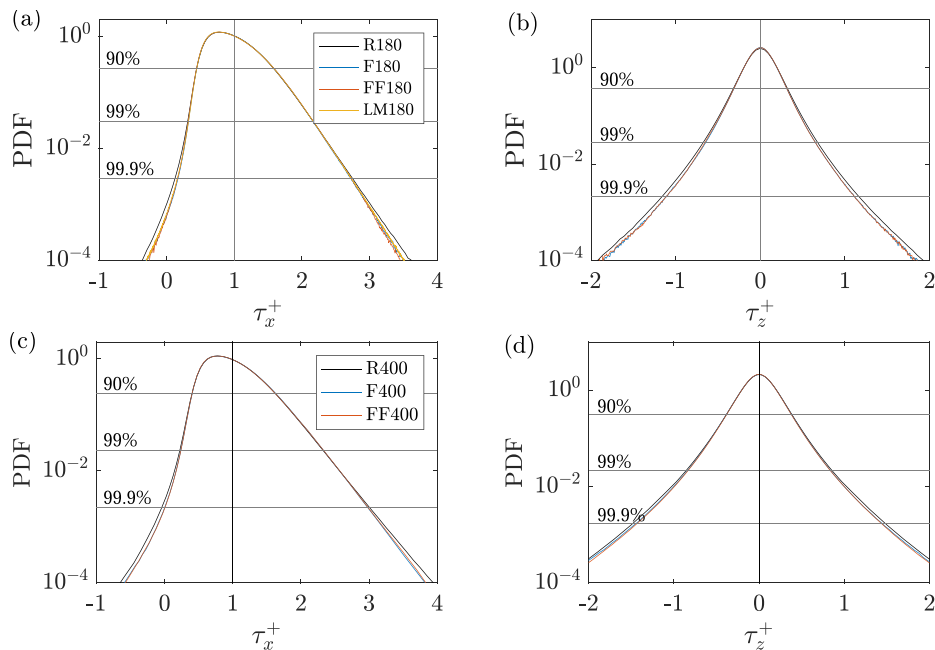 (a)
10^0
10^-2
10^-4
PDF
90%
99%
99.9%
R180
F180
FF180
LM180
-1 0 1 2 3 4
τ_x^+
(b)
10^0
10^-2
10^-4
PDF
90%
99%
99.9%
-2 -1 0 1 2
τ_z^+
(c)
10^0
10^-2
10^-4
PDF
90%
99%
99.9%
R400
F400
FF400
-1 0 1 2 3 4
τ_x^+
(d)
10^0
10^-2
10^-4
PDF
90%
99%
99.9%
-2 -1 0 1 2
τ_z^+